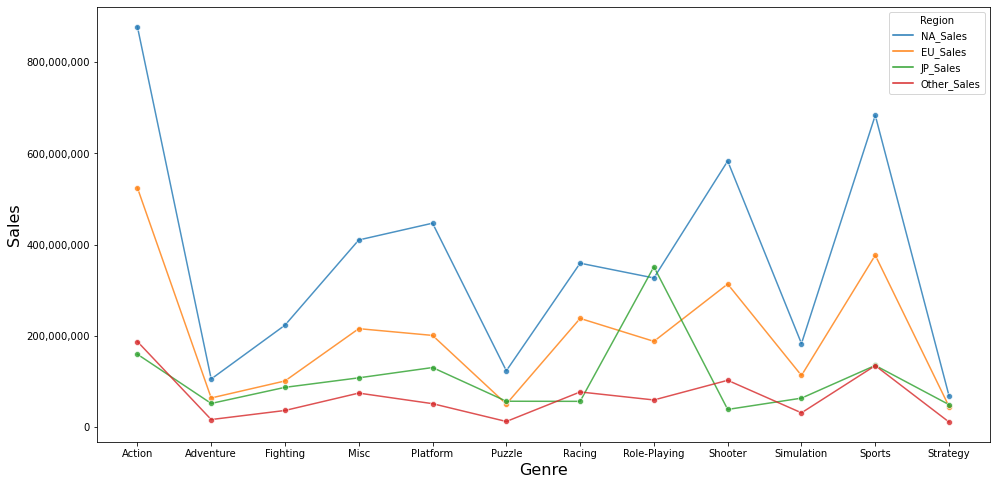 Region
NA_Sales
EU_Sales
JP_Sales
Other_Sales
Sales
800,000,000
600,000,000
400,000,000
200,000,000
0
Action Adventure Fighting Misc Platform Puzzle Racing Role-Playing Shooter Simulation Sports Strategy
Genre